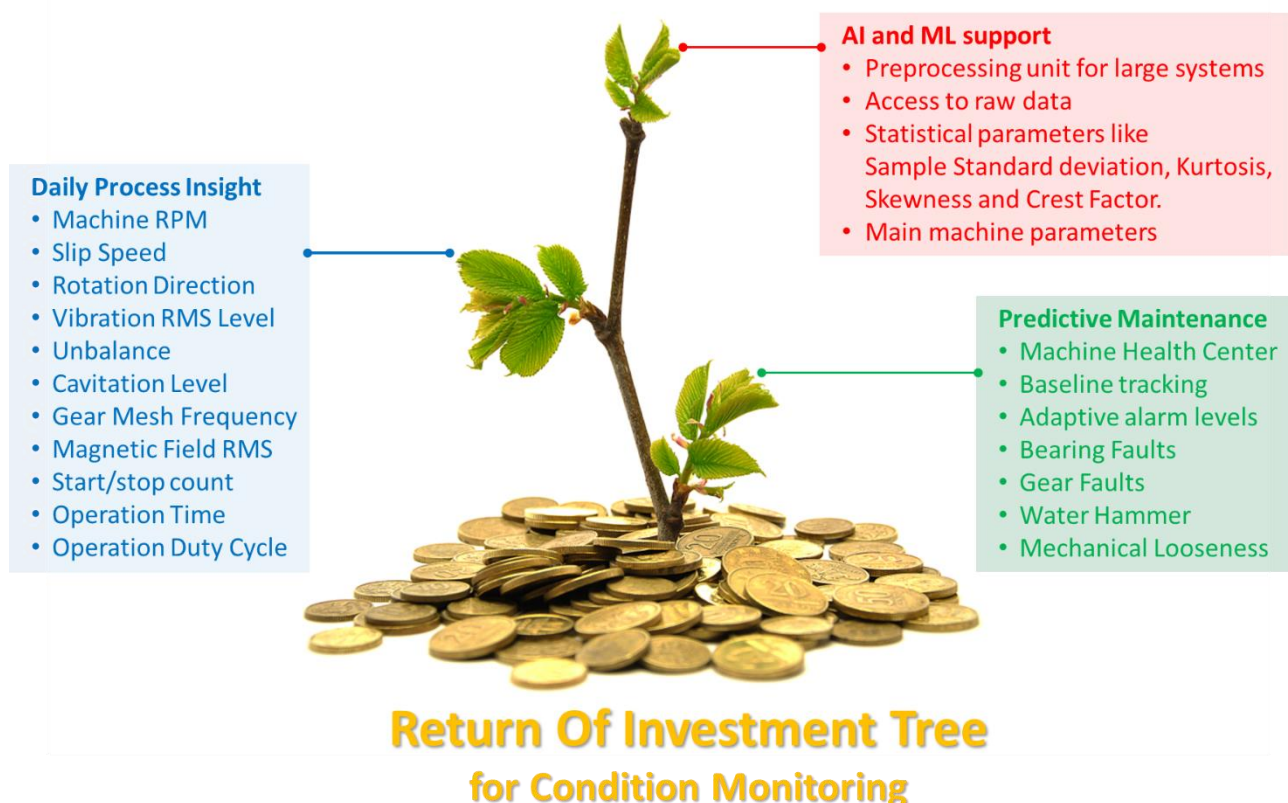 AI and ML support
• Preprocessing unit for large systems
• Access to raw data
• Statistical parameters like
Sample Standard deviation, Kurtosis,
Skewness and Crest Factor.
• Main machine parameters
Daily Process Insight
• Machine RPM
• Slip Speed
• Rotation Direction
• Vibration RMS Level
• Unbalance
• Cavitation Level
• Gear Mesh Frequency
• Magnetic Field RMS
• Start/stop count
• Operation Time
• Operation Duty Cycle
Predictive Maintenance
• Machine Health Center
• Baseline tracking
• Adaptive alarm levels
• Bearing Faults
• Gear Faults
• Water Hammer
• Mechanical Looseness
Return Of Investment Tree
for Condition Monitoring